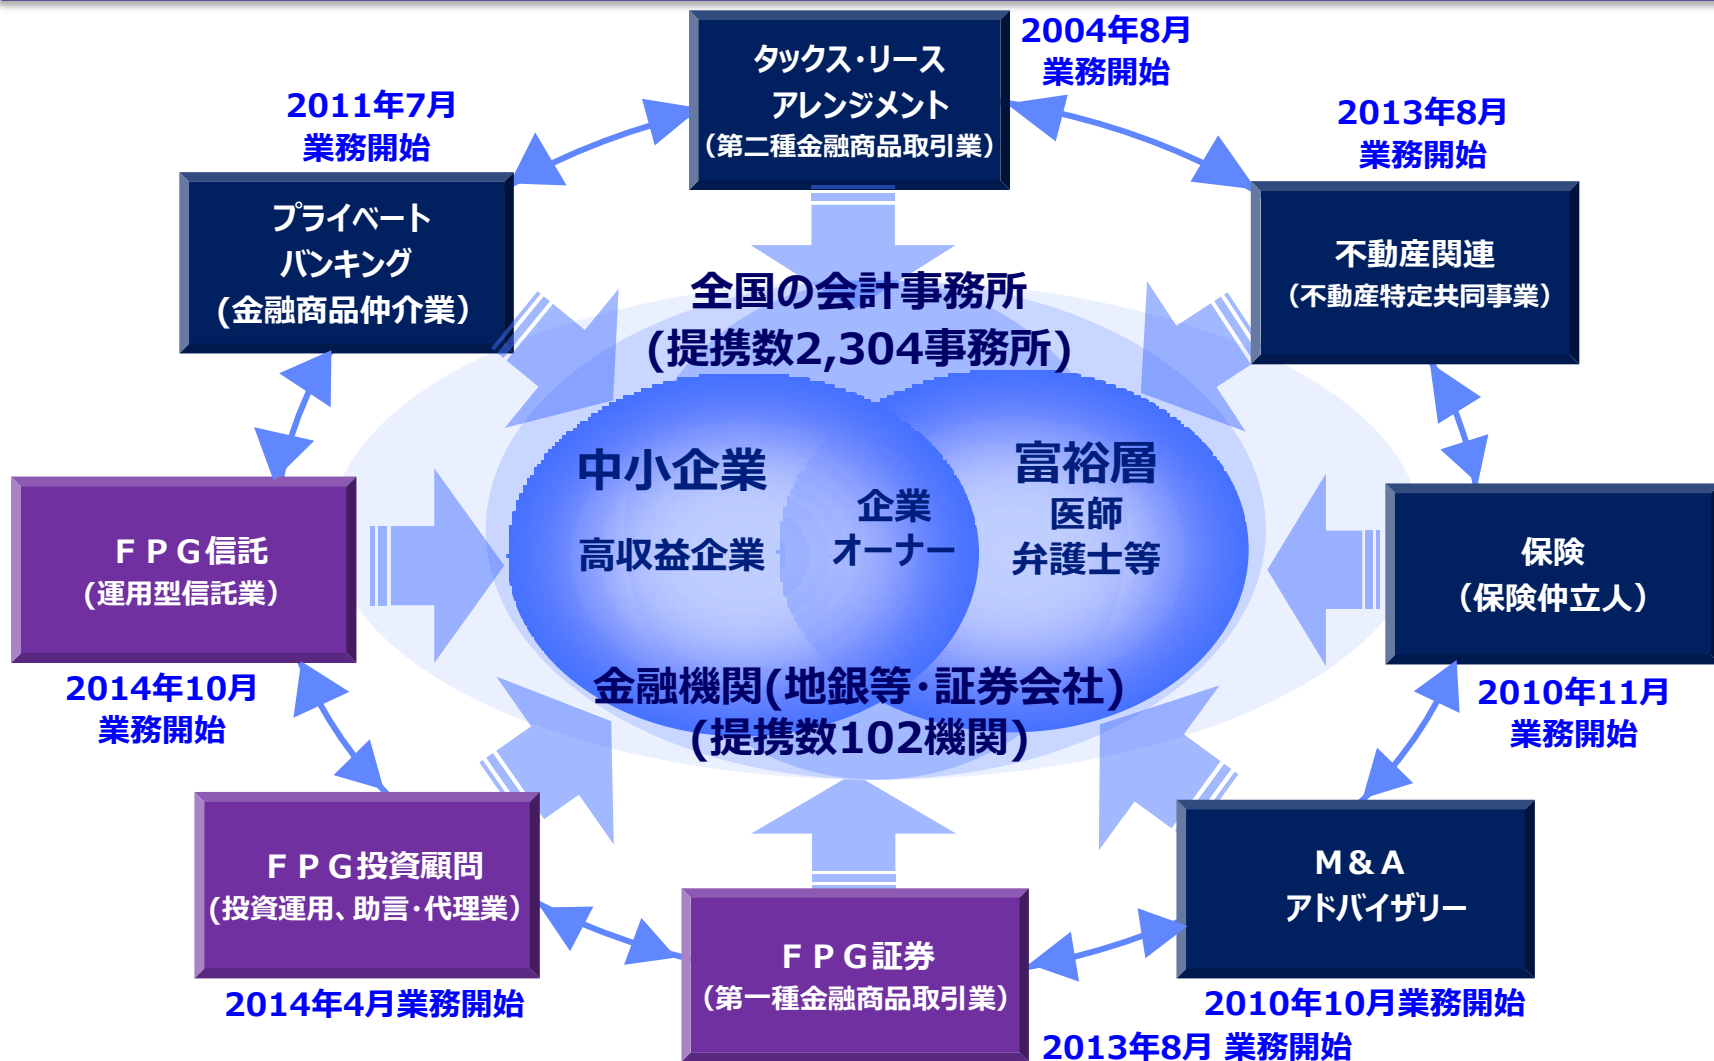 タックス・リース
アレンジメント
（第二種金融商品取引業）
2004年8月
業務開始
2011年7月
業務開始
プライベート
バンキング
(金融商品仲介業）
2013年8月
業務開始
不動産関連
（不動産特定共同事業）
全国の会計事務所
(提携数2,304事務所)
中小企業
高収益企業
企業
オーナー
富裕層
医師
弁護士等
金融機関(地銀等･証券会社)
(提携数102機関)
ＦＰＧ信託
(運用型信託業）
2014年10月
業務開始
保険
（保険仲立人）
2010年11月
業務開始
ＦＰＧ投資顧問
(投資運用、助言･代理業）
2014年4月業務開始
ＦＰＧ証券
（第一種金融商品取引業）
2013年8月 業務開始
Ｍ＆Ａ
アドバイザリー
2010年10月業務開始